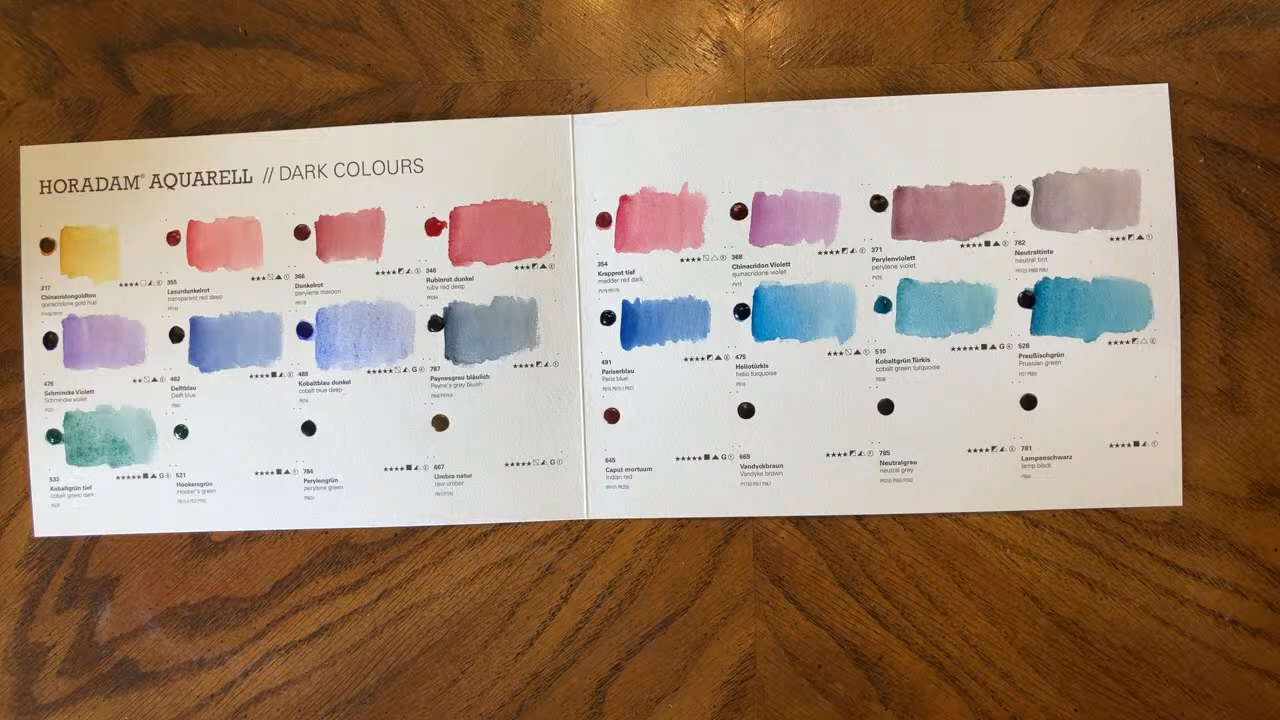 HORADAM® AQUARELL // DARK COLOURS
217
Chinacridongoldton
quinacridone gold hue
355
Lasurdunkelrot
transparent red deep
366
Dunkelrot
perylene maroon
346
Rubinrot dunkel
ruby red deep
476
Schmincke Violett
Schmincke violet
482
Delftblau
Delft blue
488
Kobaltblau dunkel
cobalt blue deep
787
Paynesgrau bläulich
Payne's grey bluish
533
Kobaltgrün tief
cobalt green dark
521
Hookersgrün
Hooker's green
784
Perylengrün
perylene green
667
Umbra natur
raw umber
354
Krapprot tief
madder red dark
368
Chinacridon Violett
quinacridone violet
371
Perylenviolett
perylene violet
782
Neutraltinte
neutral tint
491
Pariserblau
Paris blue
475
Heliotürkis
helio turquoise
510
Kobaltgrün Türkis
cobalt green turquoise
528
Preußischgrün
Prussian green
645
Caput mortuum
Indian red
669
Vandyckbraun
Vandyke brown
785
Neutralgrau
neutral grey
781
Lampenschwarz
lamp black